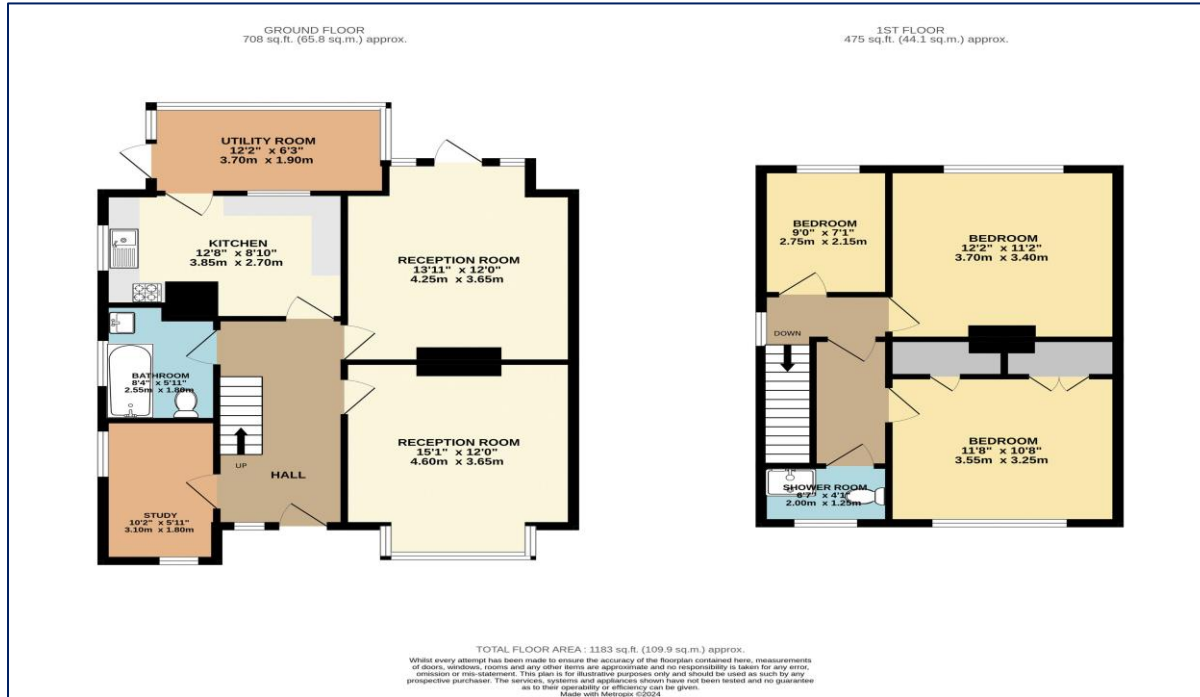 GROUND FLOOR
708 sq.ft. (65.8 sq.m.) approx.
UTILITY ROOM
12'2" x 6'3"
3.70m x 1.90m
KITCHEN
12'8" x 8'10"
3.85m x 2.70m
RECEPTION ROOM
13'11" x 12'0"
4.25m x 3.65m
BATHROOM
8'4" x 5'11"
2.55m x 1.80m
UP
HALL
RECEPTION ROOM
15'1" x 12'0"
4.60m x 3.65m
STUDY
10'2" x 5'11"
3.10m x 1.80m
1ST FLOOR
475 sq.ft. (44.1 sq.m.) approx.
BEDROOM
9'0" x 7'1"
2.75m x 2.15m
BEDROOM
12'2" x 11'2"
3.70m x 3.40m
DOWN
BEDROOM
11'8" x 10'8"
3.55m x 3.25m
SHOWER ROOM
6'7" x 4'1"
2.00m x 1.25m
TOTAL FLOOR AREA : 1183 sq.ft. (109.9 sq.m.) approx.
Whilst every attempt has been made to ensure the accuracy of the floorplan contained here, measurements
of doors, windows, rooms and any other items are approximate and no responsibility is taken for any error,
omission or mis-statement. This plan is for illustrative purposes only and should be used as such by any
prospective purchaser. The services, systems and appliances shown have not been tested and no guarantee
as to their operability or efficiency can be given.
Made with Metropix ©2024